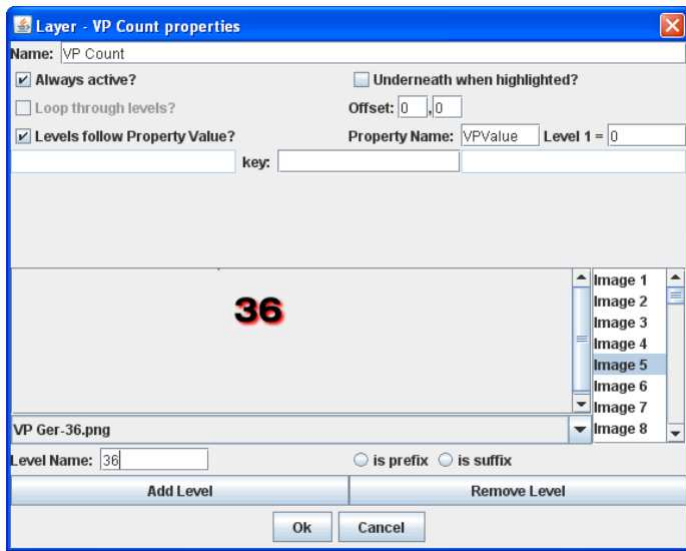 Layer - VP Count properties
Name: VP Count
Always active? Underneath when highlighted?
Loop through levels? Offset: 0 ,0
Levels follow Property Value? Property Name: VPValue Level 1 = 0
key:
36
Image 1
Image 2
Image 3
Image 4
Image 5
Image 6
Image 7
Image 8
VP Ger-36.png
Level Name: 36 is prefix is suffix
Add Level Remove Level
Ok Cancel